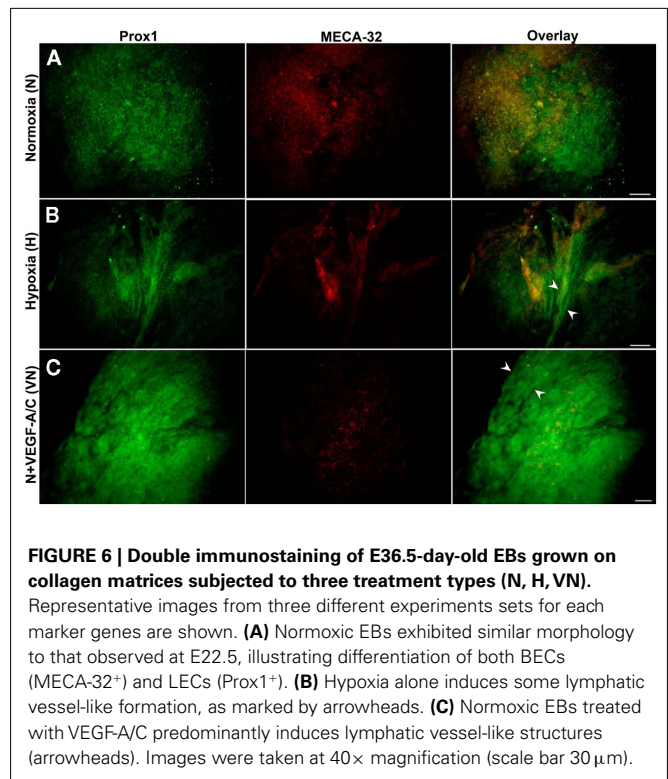 Prox1 MECA-32 Overlay
A
Normoxia (N)
B
Hypoxia (H)
C
N+VEGF-A/C (VN)
FIGURE 6 | Double immunostaining of E36.5-day-old EBs grown on
collagen matrices subjected to three treatment types (N, H, VN).
Representative images from three different experiments sets for each
marker genes are shown. (A) Normoxic EBs exhibited similar morphology
to that observed at E22.5, illustrating differentiation of both BECs
(MECA-32⁺) and LECs (Prox1⁺). (B) Hypoxia alone induces some lymphatic
vessel-like formation, as marked by arrowheads. (C) Normoxic EBs treated
with VEGF-A/C predominantly induces lymphatic vessel-like structures
(arrowheads). Images were taken at 40× magnification (scale bar 30 μm).